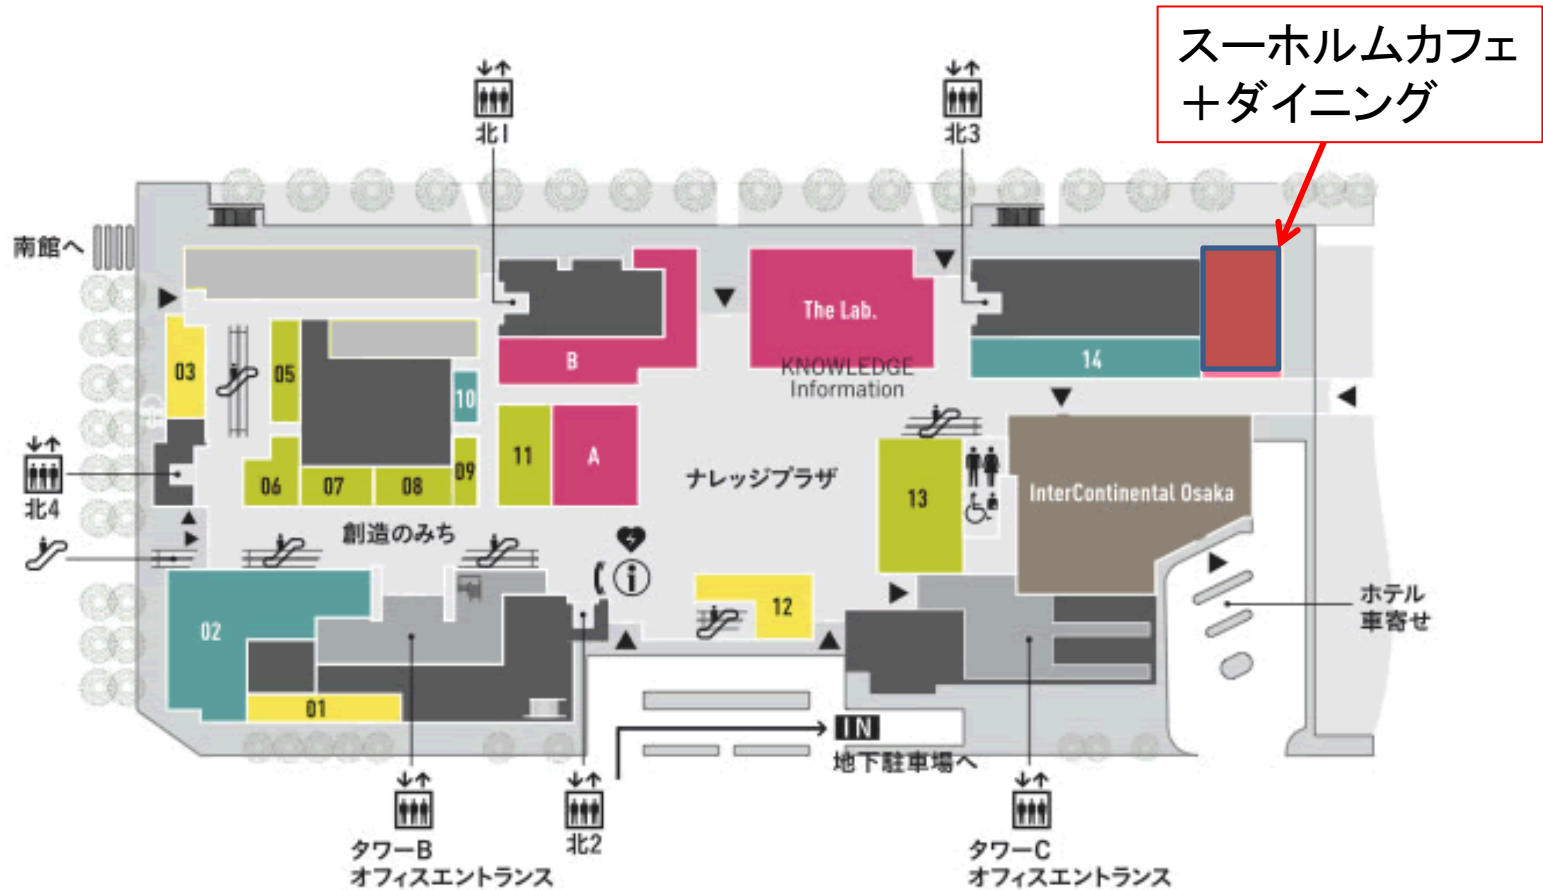 スーホルムカフェ
+ダイニング
北1
北3
南館へ
The Lab.
B
KNOWLEDGE
Information
14
03
05
10
11
A
09
06
07
08
北4
創造のみち
ナレッジプラザ
13
InterContinental Osaka
12
02
01
ホテル
車寄せ
IN
地下駐車場へ
タワーB
オフィスエントランス
北2
タワーC
オフィスエントランス